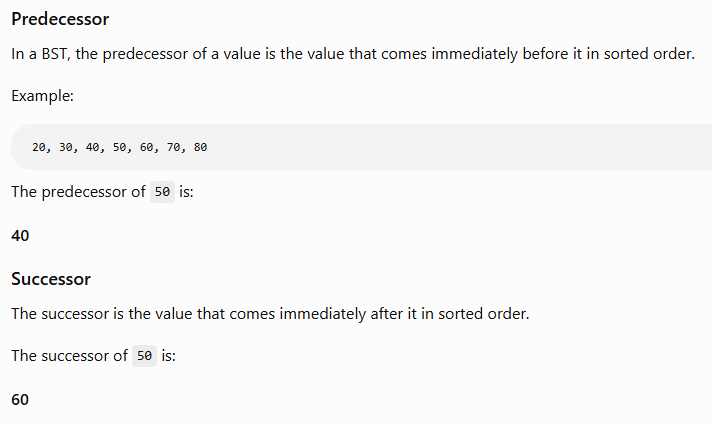 Predecessor
In a BST, the predecessor of a value is the value that comes immediately before it in sorted order.
Example:
20, 30, 40, 50, 60, 70, 80
The predecessor of 50 is:
40
Successor
The successor is the value that comes immediately after it in sorted order.
The successor of 50 is:
60